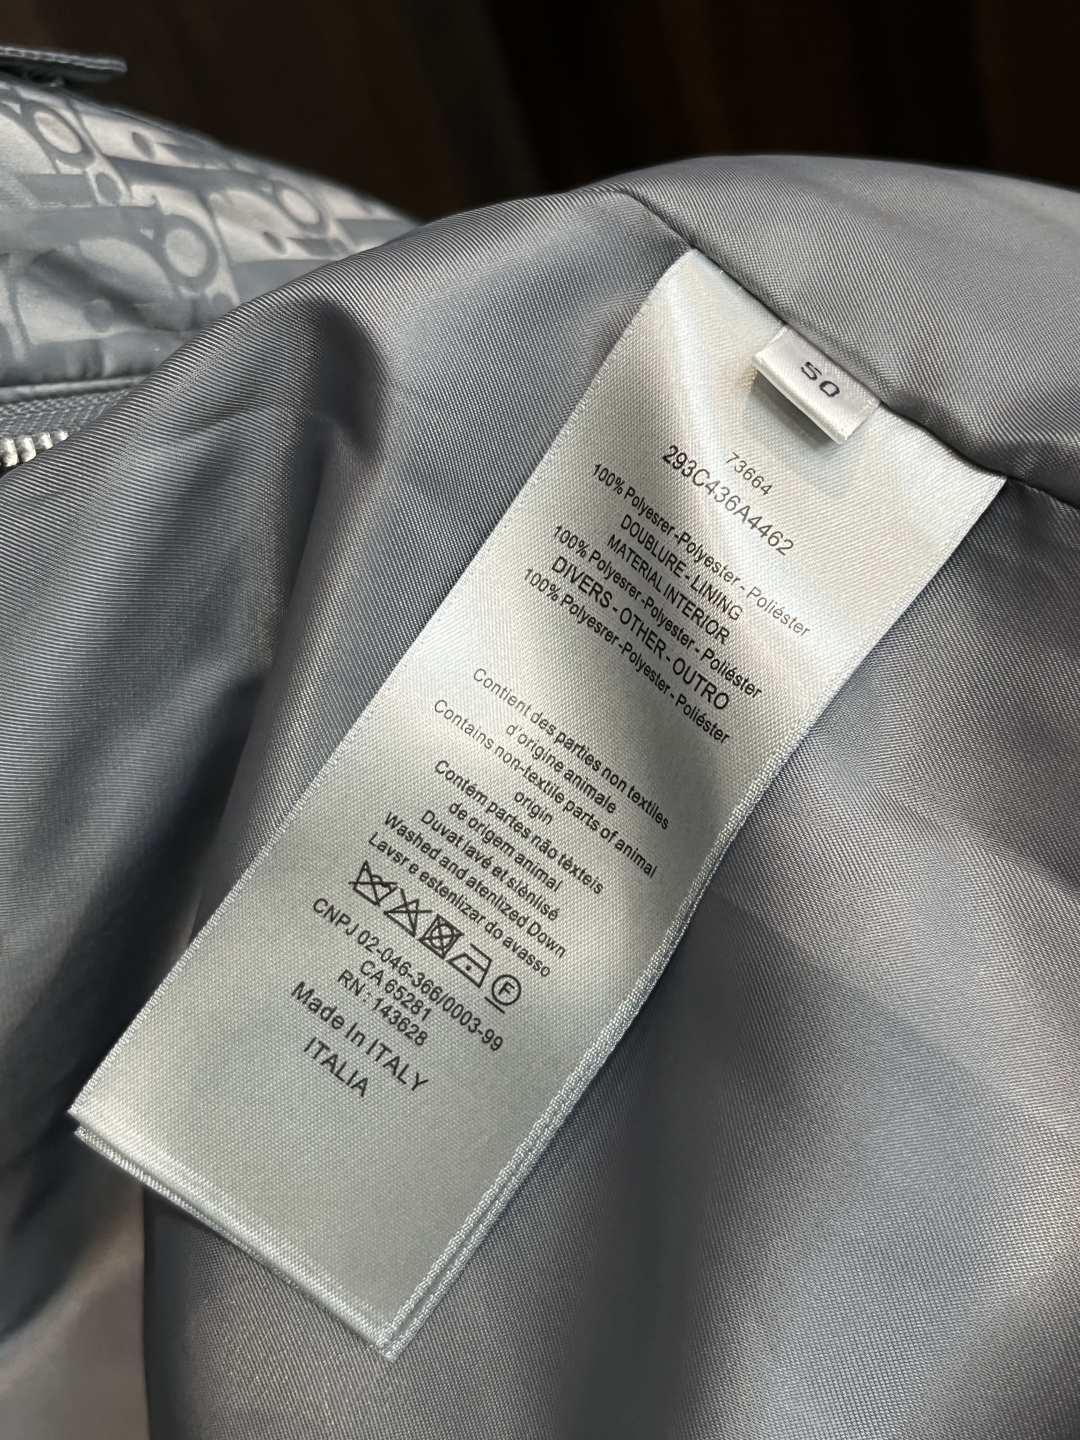 50
73664
293C436A4462
100% Polyesrer -Polyester - Poliéster
DOUBLURE - LINING
MATERIAL INTERIOR
100% Polyesrer -Polyester - Poliéster
DIVERS - OTHER - OUTRO
100% Polyesrer -Polyester - Poliéster
Contient des parties non textiles
d'origine animale
Contains non-textile parts of animal
origin
Contém partes não tèxteis
de origem animal
Duvat lavé et siènlisé
Washed and atenlized Down
Lavsr e estenlizar do avasso
F
CNPJ 02-046-366/0003-99
CA 65281
RN : 143628
Made In ITALY
ITALIA